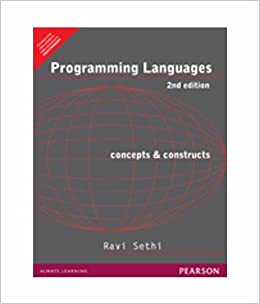 Programming Languages
2nd edition
concepts & constructs
Ravi Sethi
ALWAYS LEARNING
PEARSON